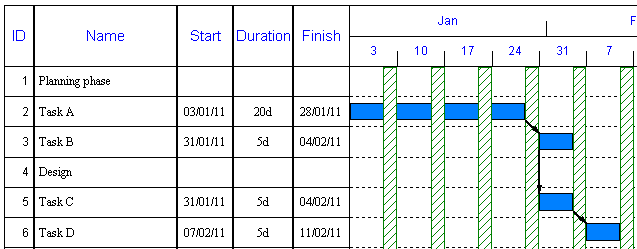 Jan F
ID Name Start Duration Finish 3 10 17 24 31 7
1 Planning phase
2 Task A 03/01/11 20d 28/01/11
3 Task B 31/01/11 5d 04/02/11
4 Design
5 Task C 31/01/11 5d 04/02/11
6 Task D 07/02/11 5d 11/02/11